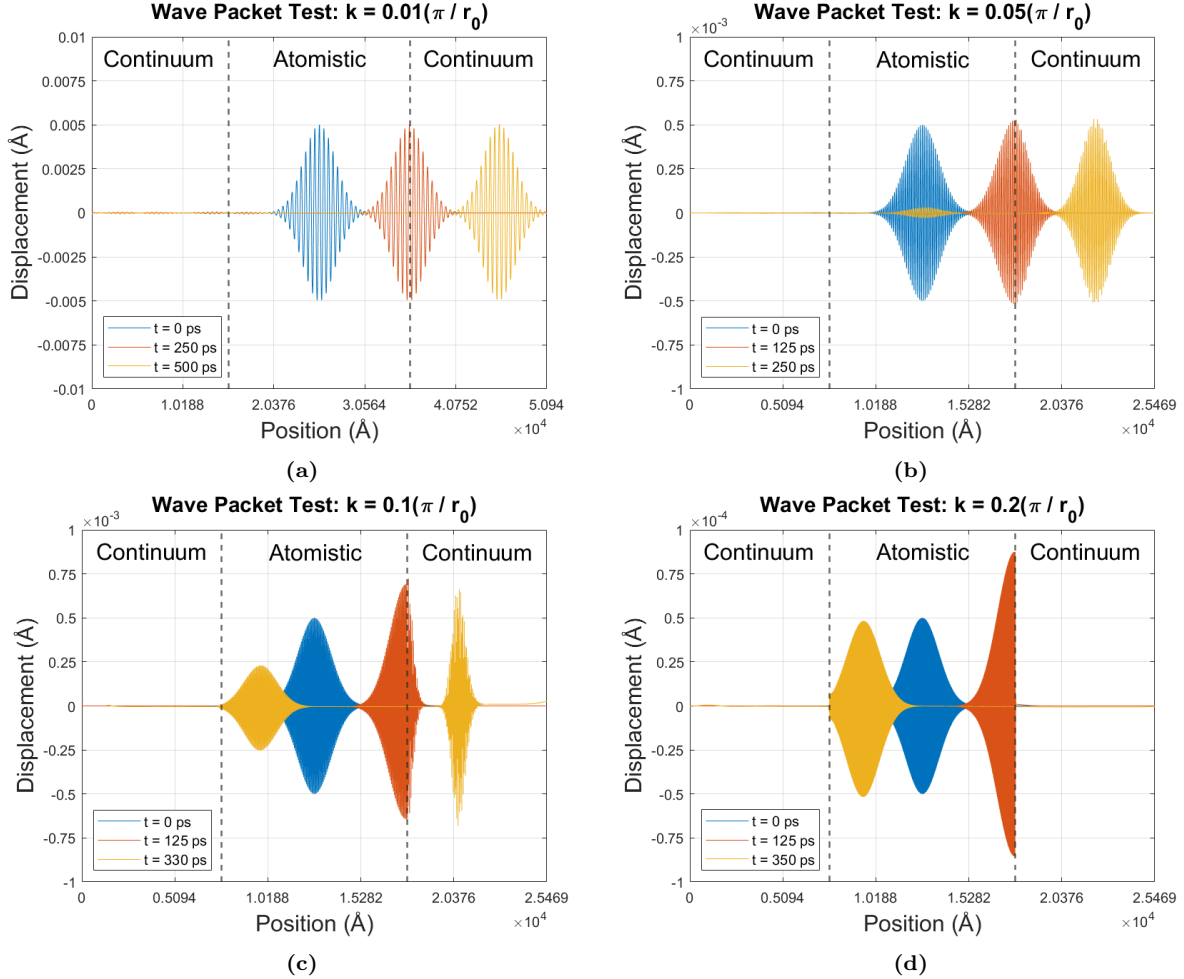 Wave Packet Test: k = 0.01(π / r₀)
0.01
0.0075
0.005
0.0025
0
-0.0025
-0.005
-0.0075
-0.01
Displacement (Å)
Continuum
Atomistic
Continuum
t = 0 ps
t = 250 ps
t = 500 ps
0
1.0188
2.0376
3.0564
4.0752
5.094
Position (Å)
×10⁴
(a)
Wave Packet Test: k = 0.05(π / r₀)
×10⁻³
1
0.75
0.5
0.25
0
-0.25
-0.5
-0.75
-1
Displacement (Å)
Continuum
Atomistic
Continuum
t = 0 ps
t = 125 ps
t = 250 ps
0
0.5094
1.0188
1.5282
2.0376
2.5469
Position (Å)
×10⁴
(b)
Wave Packet Test: k = 0.1(π / r₀)
×10⁻³
1
0.75
0.5
0.25
0
-0.25
-0.5
-0.75
-1
Displacement (Å)
Continuum
Atomistic
Continuum
t = 0 ps
t = 125 ps
t = 330 ps
0
0.5094
1.0188
1.5282
2.0376
2.5469
Position (Å)
×10⁴
(c)
Wave Packet Test: k = 0.2(π / r₀)
×10⁻⁴
1
0.75
0.5
0.25
0
-0.25
-0.5
-0.75
-1
Displacement (Å)
Continuum
Atomistic
Continuum
t = 0 ps
t = 125 ps
t = 350 ps
0
0.5094
1.0188
1.5282
2.0376
2.5469
Position (Å)
×10⁴
(d)